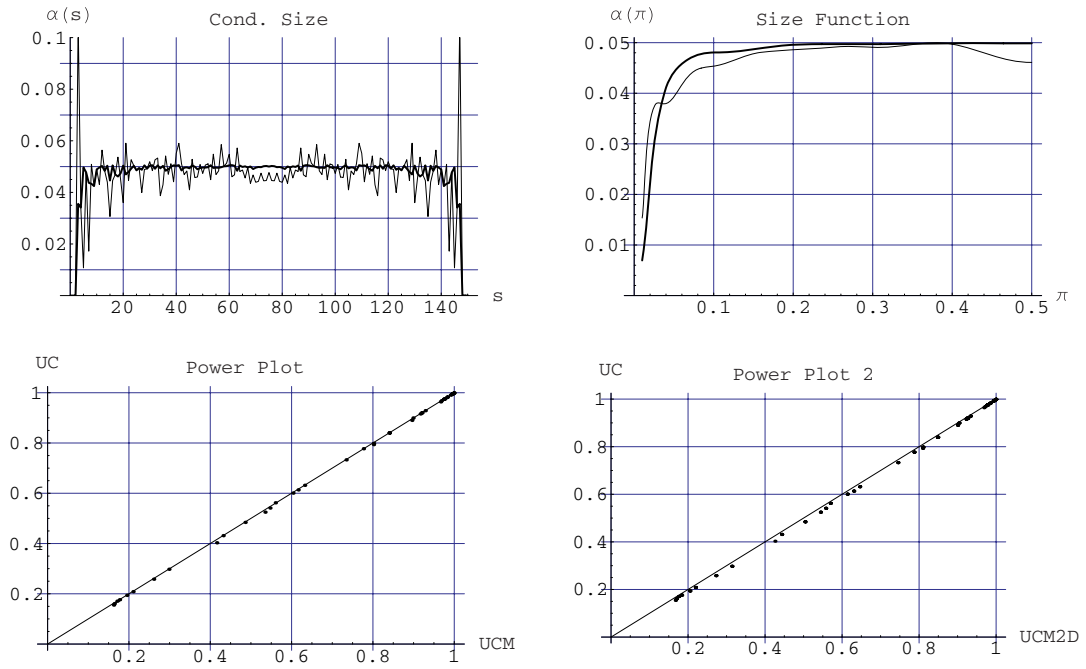 α(s)
Cond. Size
0.1
0.08
0.06
0.04
0.02
20 40 60 80 100 120 140
s
α(π)
Size Function
0.05
0.04
0.03
0.02
0.01
0.1 0.2 0.3 0.4 0.5
π
UC
Power Plot
1
0.8
0.6
0.4
0.2
0.2 0.4 0.6 0.8 1
UCM
UC
Power Plot 2
1
0.8
0.6
0.4
0.2
0.2 0.4 0.6 0.8 1
UCM2D